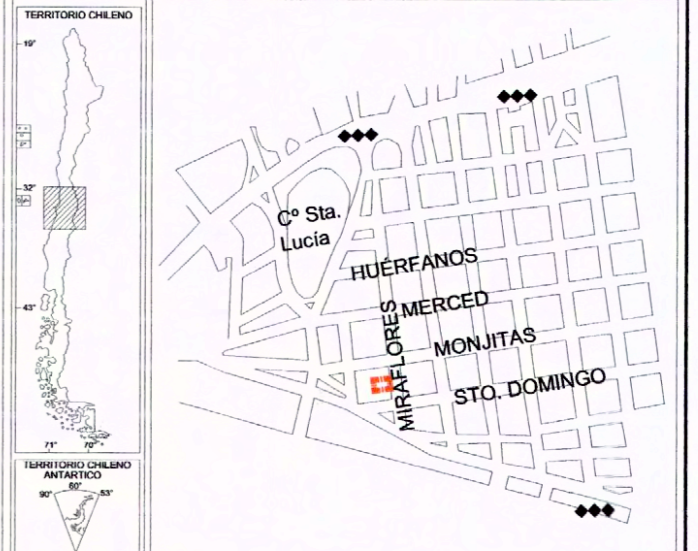 TERRITORIO CHILENO
19°
32°
43°
71° 70°
TERRITORIO CHILENO
ANTARTICO
90° 60° 53°
Cº Sta.
Lucía
HUÉRFANOS
MERCED
MIRAFLORES
MONJITAS
STO. DOMINGO